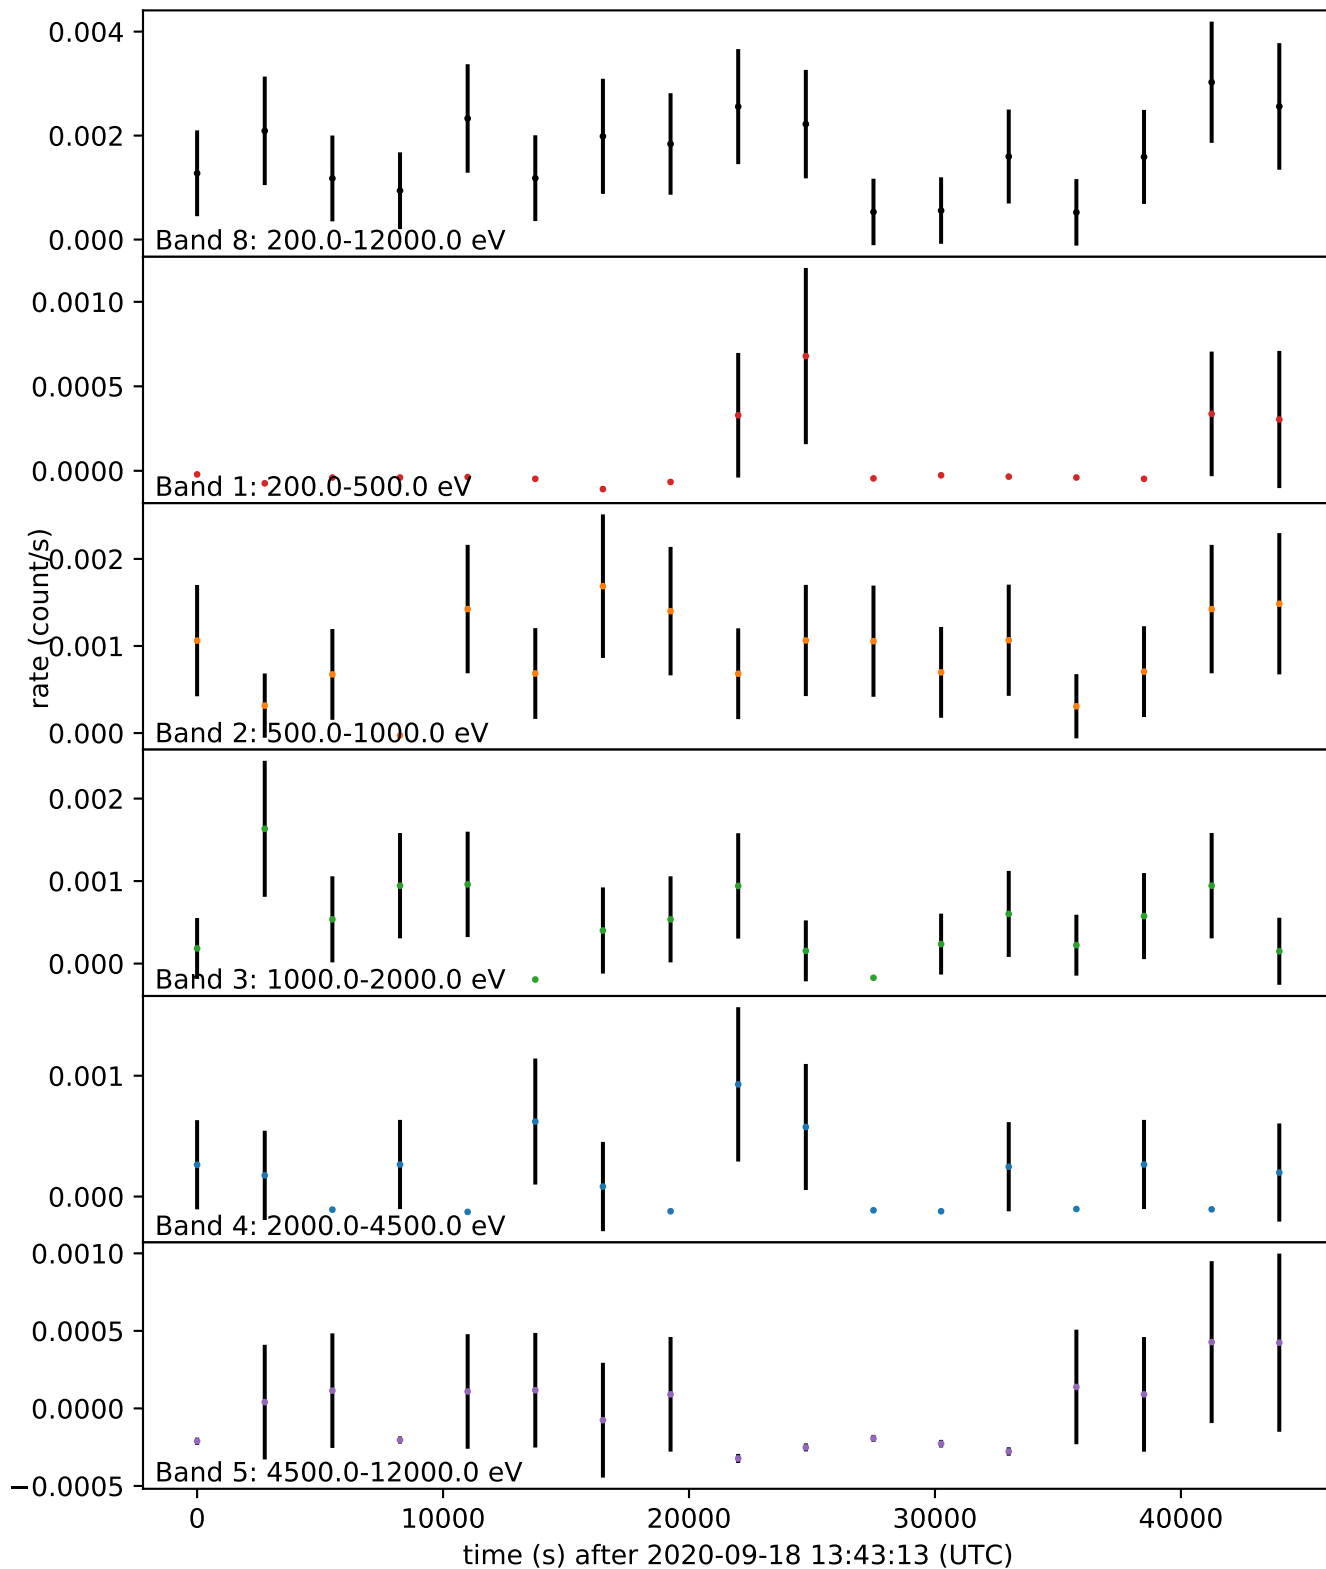 0.004
0.002
0.000
Band 8: 200.0-12000.0 eV
0.0010
0.0005
0.0000
Band 1: 200.0-500.0 eV
rate (count/s)
0.002
0.001
0.000
Band 2: 500.0-1000.0 eV
0.002
0.001
0.000
Band 3: 1000.0-2000.0 eV
0.001
0.000
Band 4: 2000.0-4500.0 eV
0.0010
0.0005
0.0000
−0.0005
Band 5: 4500.0-12000.0 eV
0 10000 20000 30000 40000
time (s) after 2020-09-18 13:43:13 (UTC)